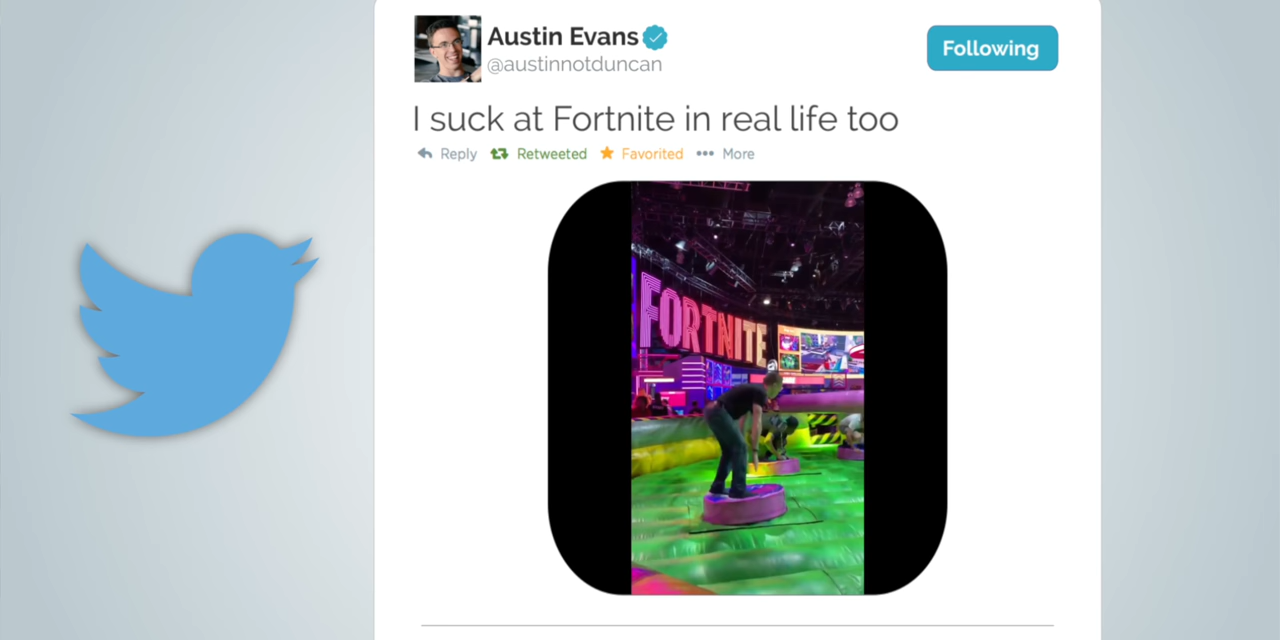 Austin Evans
@austinnotduncan
Following
I suck at Fortnite in real life too
Reply Retweeted Favorited ••• More
FORTNITE